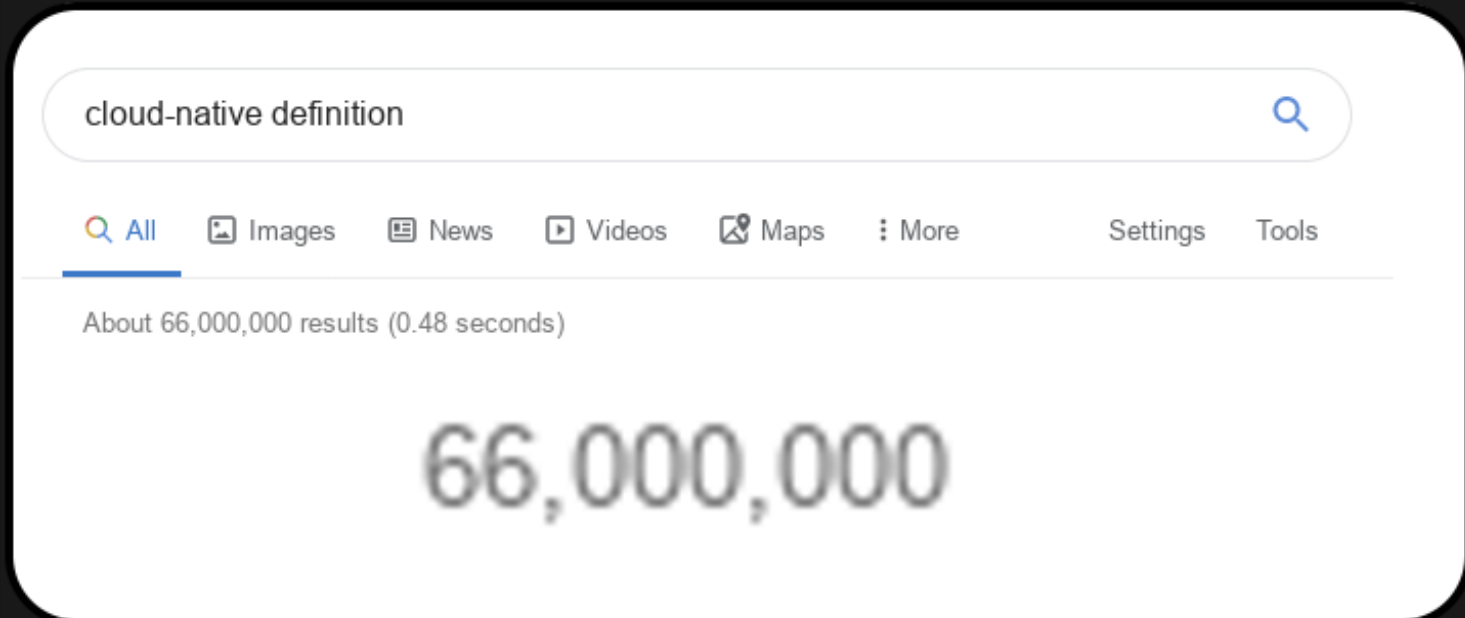 cloud-native definition
All Images News Videos Maps More Settings Tools
About 66,000,000 results (0.48 seconds)
66,000,000